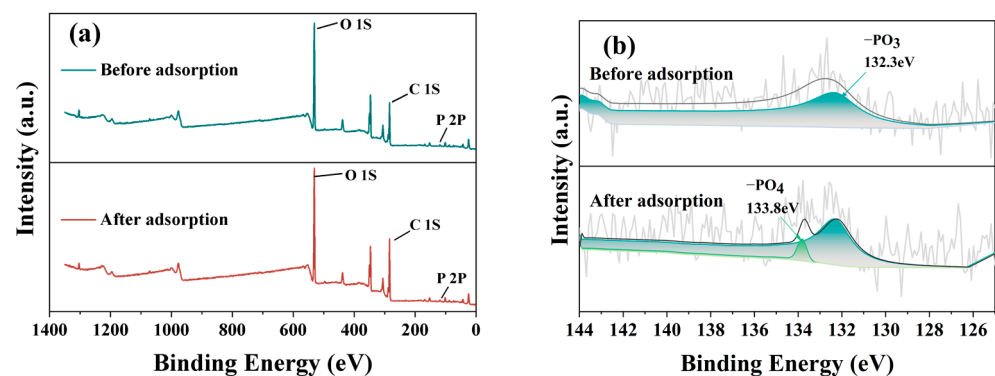 (a)
O 1S
Before adsorption
C 1S
P 2P
O 1S
After adsorption
C 1S
P 2P
Intensity (a.u.)
1400 1200 1000 800 600 400 200 0
Binding Energy (eV)
(b)
−PO3
132.3eV
Before adsorption
−PO4
133.8eV
After adsorption
Intensity (a.u.)
144 142 140 138 136 134 132 130 128 126
Binding Energy (eV)